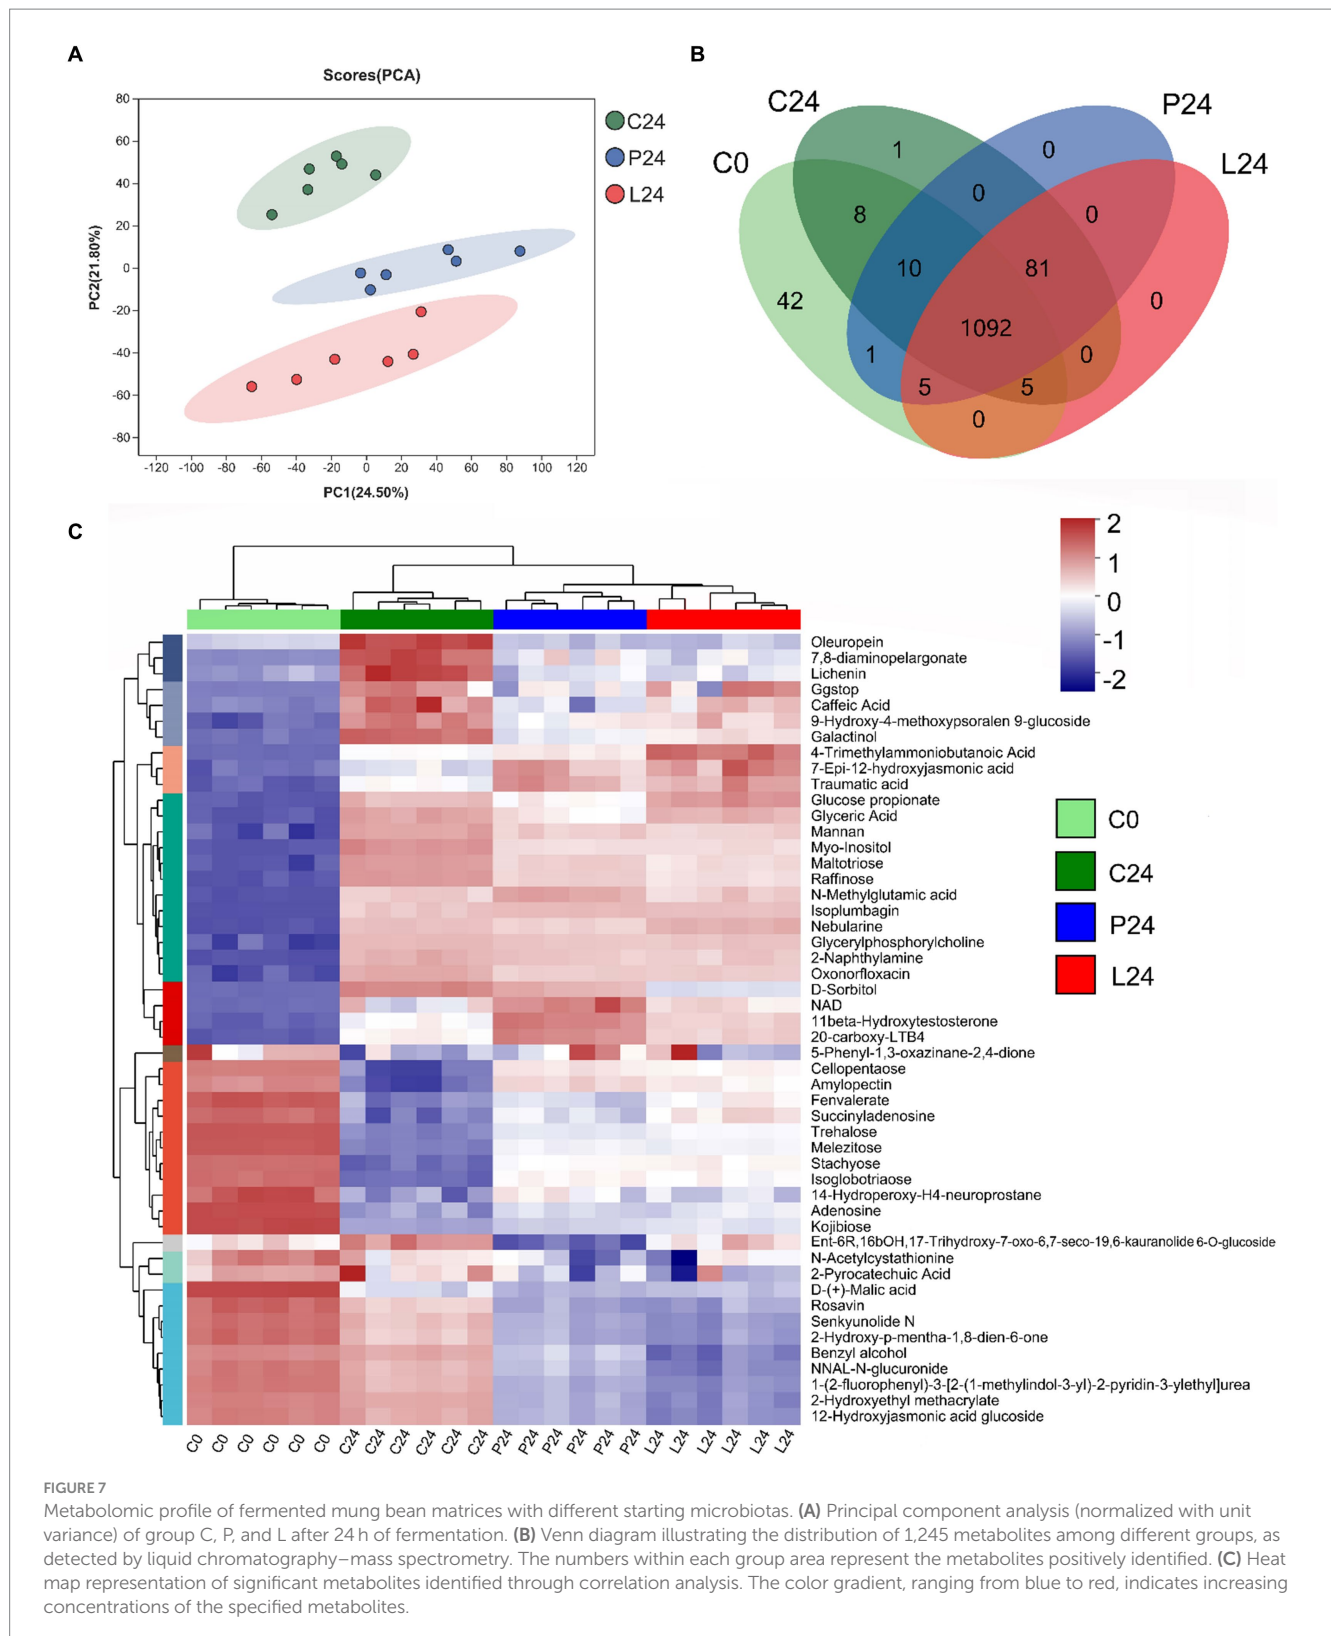 A
Scores(PCA)
80
60
40
20
0
-20
-40
-60
-80
PC2(21.80%)
-120 -100 -80 -60 -40 -20 0 20 40 60 80 100 120
PC1(24.50%)
C24
P24
L24
B
C24
P24
C0
L24
1
0
0
8
0
10
81
42
0
1092
1
0
5
5
0
C
2
1
0
-1
-2
Oleuropein
7,8-diaminopelargonate
Lichenin
Ggstop
Caffeic Acid
9-Hydroxy-4-methoxypsoralen 9-glucoside
Galactinol
4-Trimethylammoniobutanoic Acid
7-Epi-12-hydroxyjasmonic acid
Traumatic acid
Glucose propionate
Glyceric Acid
Mannan
Myo-Inositol
Maltotriose
Raffinose
N-Methylglutamic acid
Isoplumbagin
Nebularine
Glycerylphosphorylcholine
2-Naphthylamine
Oxonorfloxacin
D-Sorbitol
NAD
11beta-Hydroxytestosterone
20-carboxy-LTB4
5-Phenyl-1,3-oxazinane-2,4-dione
Cellopentaose
Amylopectin
Fenvalerate
Succinyladenosine
Trehalose
Melezitose
Stachyose
Isoglobotriaose
14-Hydroperoxy-H4-neuroprostane
Adenosine
Kojibiose
Ent-6R,16bOH,17-Trihydroxy-7-oxo-6,7-seco-19,6-kauranolide 6-O-glucoside
N-Acetylcystathionine
2-Pyrocatechuic Acid
D-(+)-Malic acid
Rosavin
Senkyunolide N
2-Hydroxy-p-mentha-1,8-dien-6-one
Benzyl alcohol
NNAL-N-glucuronide
1-(2-fluorophenyl)-3-[2-(1-methylindol-3-yl)-2-pyridin-3-ylethyl]urea
2-Hydroxyethyl methacrylate
12-Hydroxyjasmonic acid glucoside
C0
C24
P24
L24
C0 C0 C0 C0 C0 C0 C24 C24 C24 C24 C24 C24 P24 P24 P24 P24 P24 P24 L24 L24 L24 L24 L24 L24
FIGURE 7
Metabolomic profile of fermented mung bean matrices with different starting microbiotas. (A) Principal component analysis (normalized with unit
variance) of group C, P, and L after 24 h of fermentation. (B) Venn diagram illustrating the distribution of 1,245 metabolites among different groups, as
detected by liquid chromatography–mass spectrometry. The numbers within each group area represent the metabolites positively identified. (C) Heat
map representation of significant metabolites identified through correlation analysis. The color gradient, ranging from blue to red, indicates increasing
concentrations of the specified metabolites.